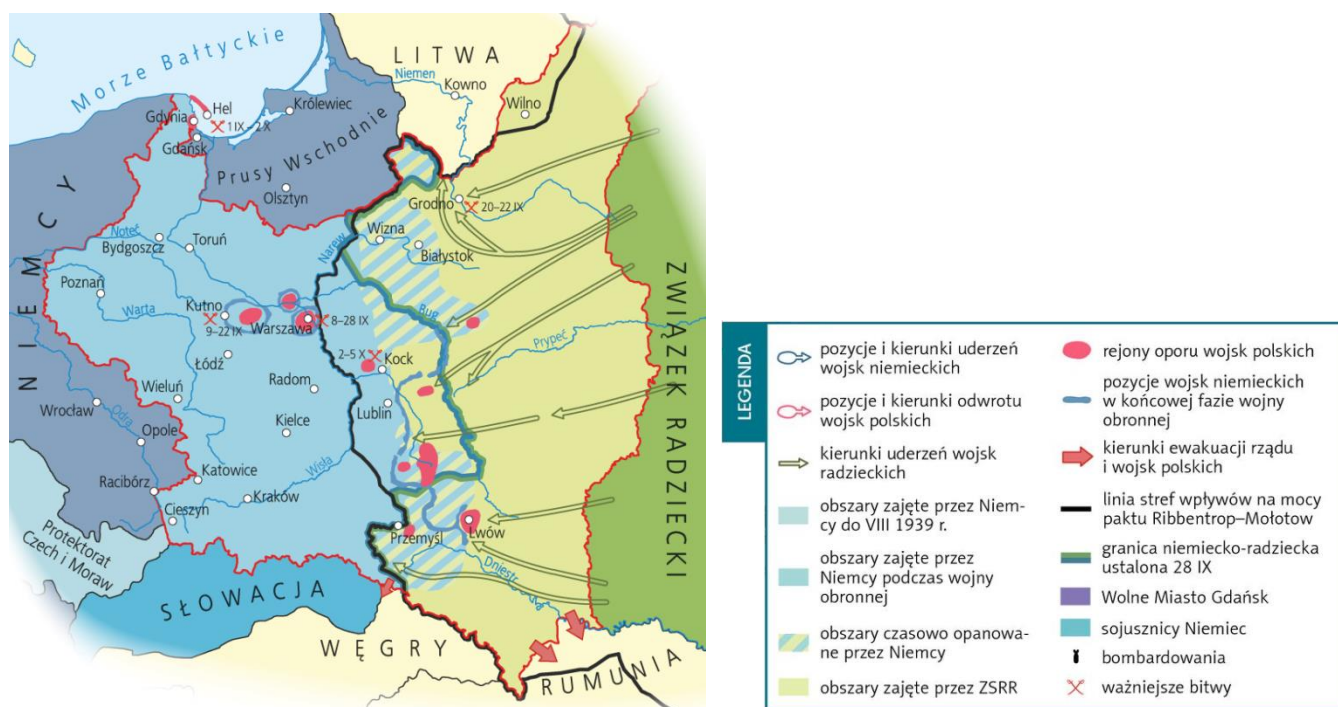 LITWA
Morze Bałtyckie
Niemen
Kowno
Wilno
Hel
Królewiec
Gdynia
1 IX – 2 X
Gdańsk
Prusy Wschodnie
Olsztyn
Grodno
20–22 IX
NIEMCY
Noteć
Bydgoszcz
Toruń
Narew
Wizna
Białystok
Poznań
Warta
Kutno
9–22 IX
Warszawa
8–28 IX
Bug
Prypeć
2–5 X
Kock
Łódź
Wieluń
Radom
Lublin
Wrocław
Odra
Opole
Kielce
ZWIĄZEK RADZIECKI
Racibórz
Katowice
Wisła
Kraków
Cieszyn
Przemyśl
Lwów
Protektorat
Czech i Moraw
Dniestr
SŁOWACJA
WĘGRY
RUMUNIA
LEGENDA
pozycje i kierunki uderzeń
wojsk niemieckich
pozycje i kierunki odwrotu
wojsk polskich
kierunki uderzeń wojsk
radzieckich
obszary zajęte przez Niem-
cy do VIII 1939 r.
obszary zajęte przez
Niemcy podczas wojny
obronnej
obszary czasowo opanowa-
ne przez Niemcy
obszary zajęte przez ZSRR
rejony oporu wojsk polskich
pozycje wojsk niemieckich
w końcowej fazie wojny
obronnej
kierunki ewakuacji rządu
i wojsk polskich
linia stref wpływów na mocy
paktu Ribbentrop–Mołotow
granica niemiecko-radziecka
ustalona 28 IX
Wolne Miasto Gdańsk
sojusznicy Niemiec
bombardowania
ważniejsze bitwy